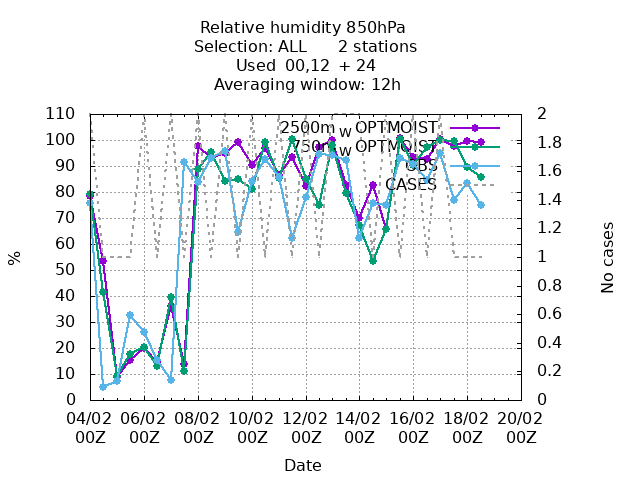 Relative humidity 850hPa
Selection: ALL 2 stations
Used 00,12 + 24
Averaging window: 12h
2500m_W OPTMOIST
750m_W OPTMOIST
OBS
CASES
110
100
90
80
70
60
50
40
30
20
10
0
%
2
1.8
1.6
1.4
1.2
1
0.8
0.6
0.4
0.2
0
No cases
04/02 06/02 08/02 10/02 12/02 14/02 16/02 18/02 20/02
00Z 00Z 00Z 00Z 00Z 00Z 00Z 00Z 00Z
Date